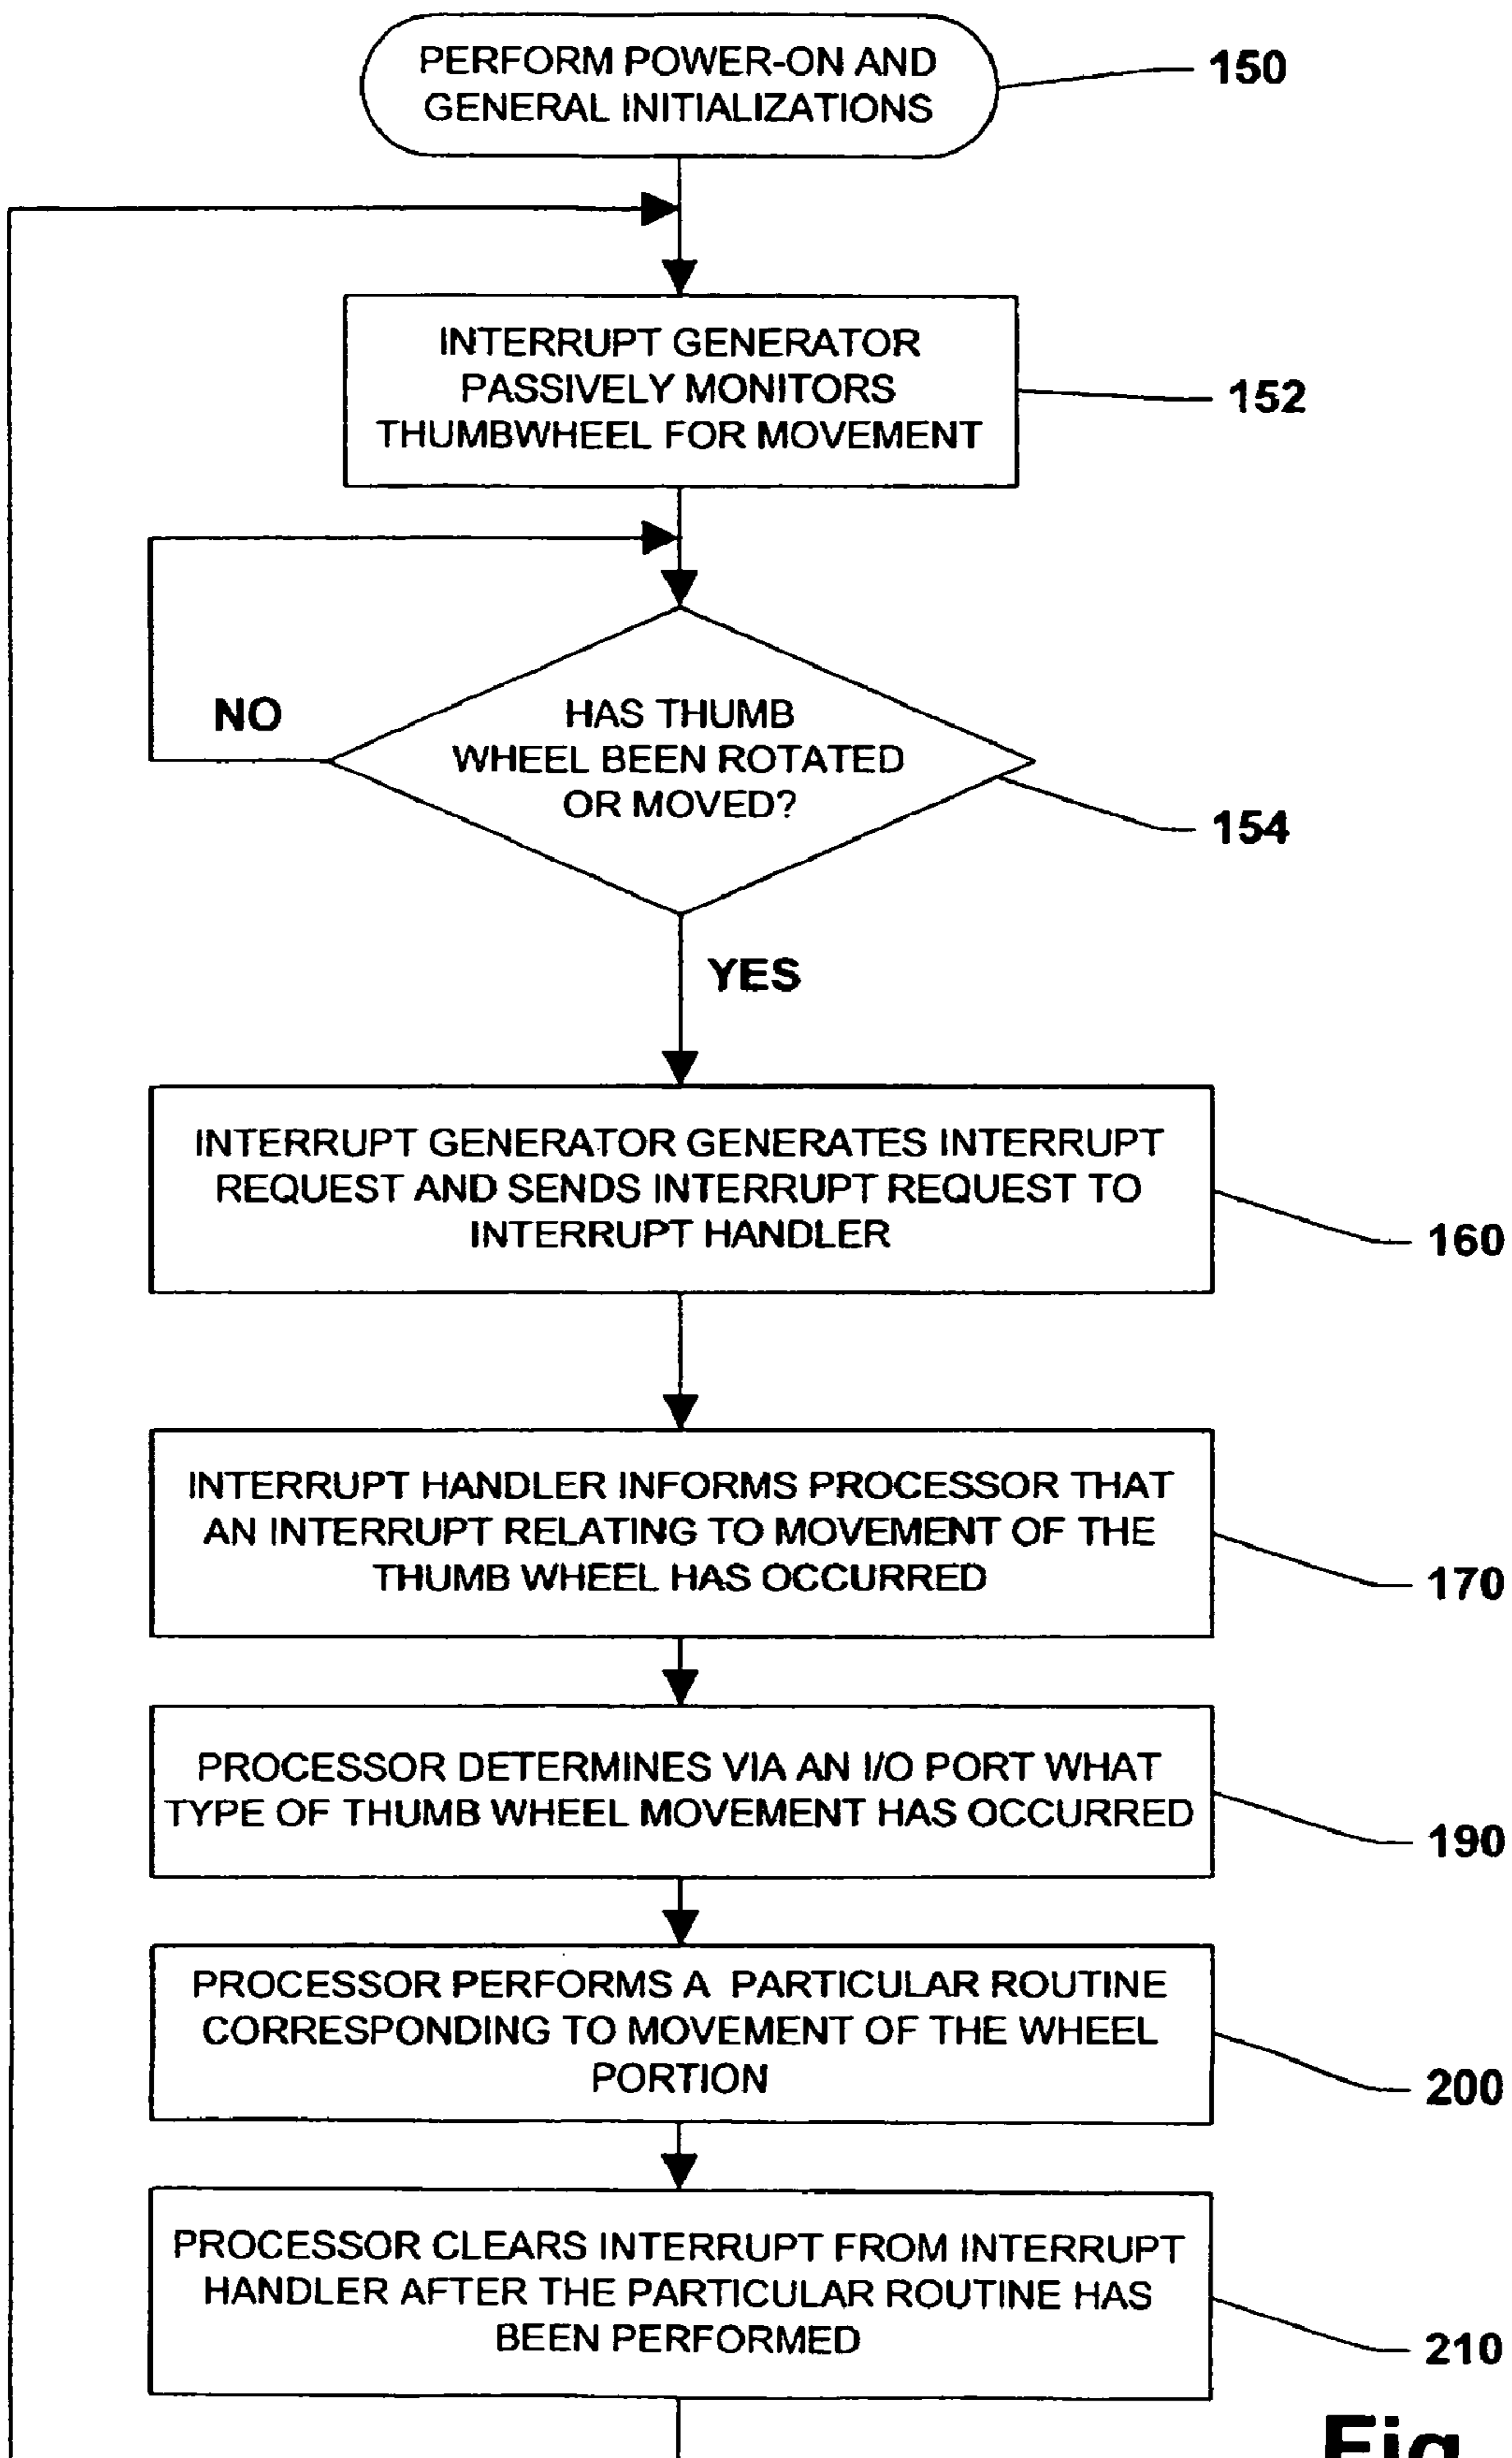 PERFORM POWER-ON AND
GENERAL INITIALIZATIONS
150
INTERRUPT GENERATOR
PASSIVELY MONITORS
THUMBWHEEL FOR MOVEMENT
152
NO
HAS THUMB
WHEEL BEEN ROTATED
OR MOVED?
154
YES
INTERRUPT GENERATOR GENERATES INTERRUPT
REQUEST AND SENDS INTERRUPT REQUEST TO
INTERRUPT HANDLER
160
INTERRUPT HANDLER INFORMS PROCESSOR THAT
AN INTERRUPT RELATING TO MOVEMENT OF THE
THUMB WHEEL HAS OCCURRED
170
PROCESSOR DETERMINES VIA AN I/O PORT WHAT
TYPE OF THUMB WHEEL MOVEMENT HAS OCCURRED
190
PROCESSOR PERFORMS A PARTICULAR ROUTINE
CORRESPONDING TO MOVEMENT OF THE WHEEL
PORTION
200
PROCESSOR CLEARS INTERRUPT FROM INTERRUPT
HANDLER AFTER THE PARTICULAR ROUTINE HAS
BEEN PERFORMED
210
Fig